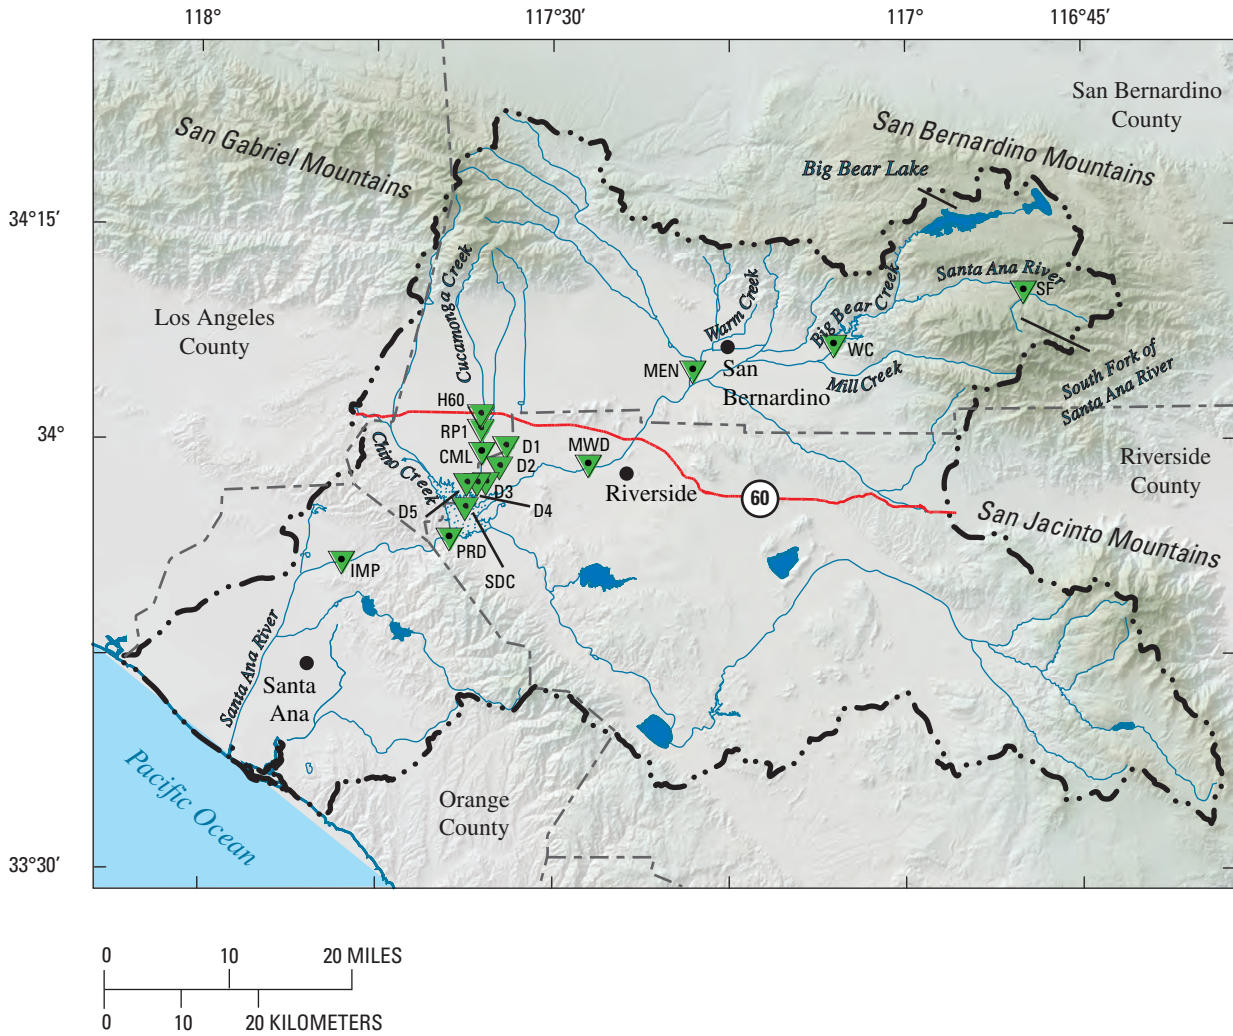 118°
117°30′
117°
116°45′
San Bernardino
County
San Gabriel Mountains
San Bernardino Mountains
Big Bear Lake
34°15′
Cucamonga Creek
Warm Creek
Big Bear Creek
Santa Ana River
SF
Los Angeles
County
WC
MEN
San
Bernardino
Mill Creek
South Fork of
Santa Ana River
H60
34°
RP1
D1
CML
D2
MWD
Chino Creek
Riverside
Riverside
County
D3
D5
D4
60
San Jacinto Mountains
PRD
SDC
IMP
Santa Ana River
Santa
Ana
Pacific Ocean
Orange
County
33°30′
0
10
20 MILES
0
10
20 KILOMETERS